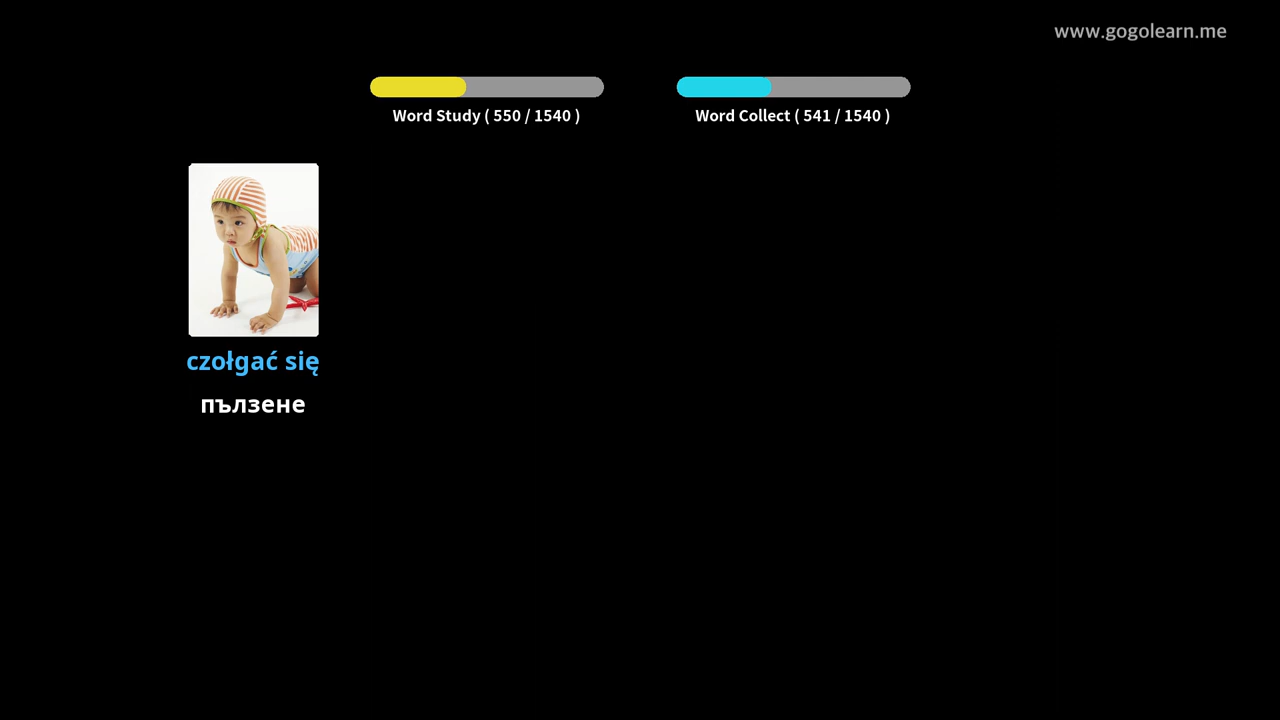 www.gogolearn.me
Word Study ( 550 / 1540 )
Word Collect ( 541 / 1540 )
czołgać się
пълзене